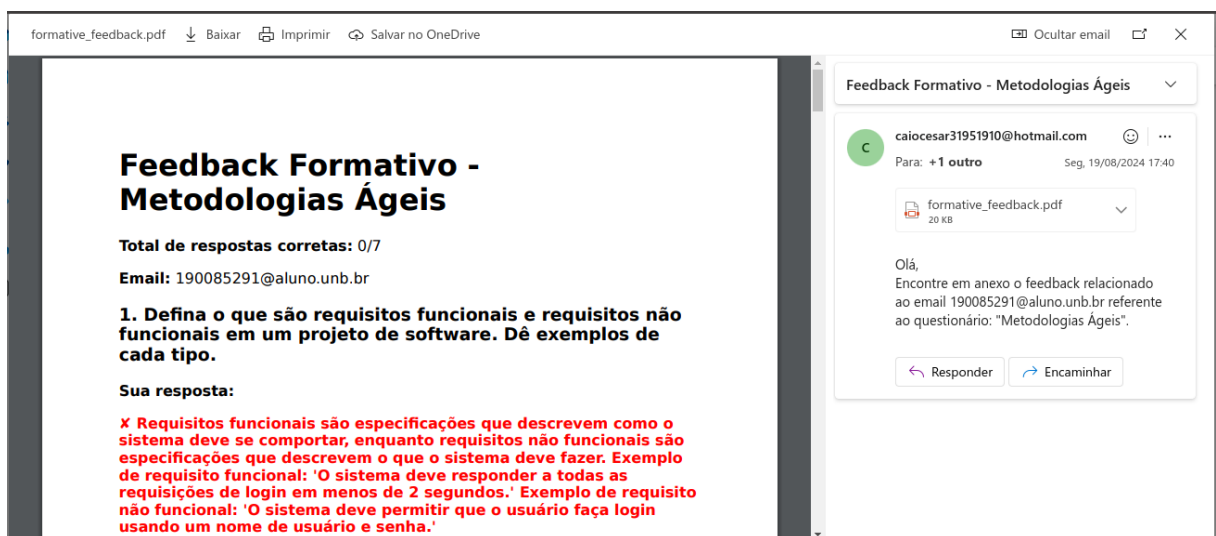 formative_feedback.pdf Baixar Imprimir Salvar no OneDrive Ocultar email
Feedback Formativo -
Metodologias Ágeis
Total de respostas corretas: 0/7
Email: 190085291@aluno.unb.br
1. Defina o que são requisitos funcionais e requisitos não
funcionais em um projeto de software. Dê exemplos de
cada tipo.
Sua resposta:
✘ Requisitos funcionais são especificações que descrevem como o
sistema deve se comportar, enquanto requisitos não funcionais são
especificações que descrevem o que o sistema deve fazer. Exemplo
de requisito funcional: 'O sistema deve responder a todas as
requisições de login em menos de 2 segundos.' Exemplo de requisito
não funcional: 'O sistema deve permitir que o usuário faça login
usando um nome de usuário e senha.'
Feedback Formativo - Metodologias Ágeis
C
caiocesar31951910@hotmail.com
Para: +1 outro Seg, 19/08/2024 17:40
formative_feedback.pdf
20 KB
Olá,
Encontre em anexo o feedback relacionado
ao email 190085291@aluno.unb.br referente
ao questionário: "Metodologias Ágeis".
Responder Encaminhar